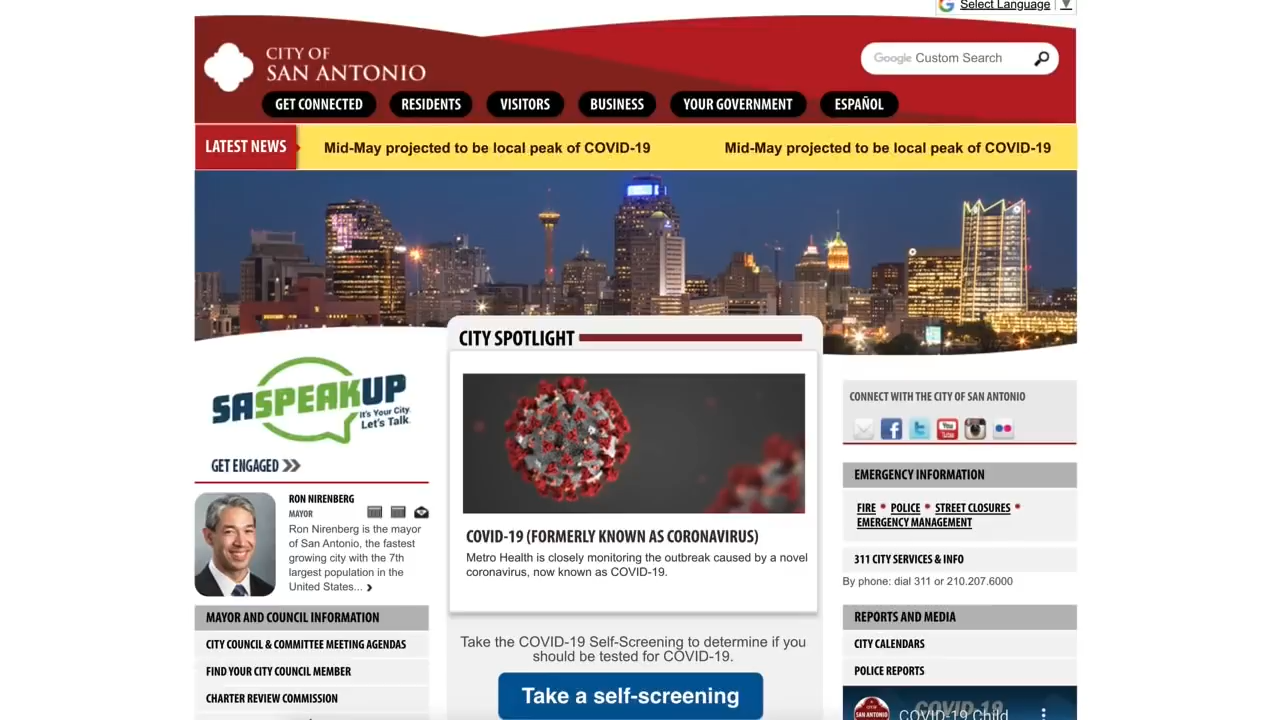 Select Language
▼
CITY OF
SAN ANTONIO
Google Custom Search
GET CONNECTED
RESIDENTS
VISITORS
BUSINESS
YOUR GOVERNMENT
ESPAÑOL
LATEST NEWS
Mid-May projected to be local peak of COVID-19
Mid-May projected to be local peak of COVID-19
SASPEAKUP
It's Your City.
Let's Talk.
GET ENGAGED
RON NIRENBERG
MAYOR
Ron Nirenberg is the mayor
of San Antonio, the fastest
growing city with the 7th
largest population in the
United States...
MAYOR AND COUNCIL INFORMATION
CITY COUNCIL & COMMITTEE MEETING AGENDAS
FIND YOUR CITY COUNCIL MEMBER
CHARTER REVIEW COMMISSION
CITY SPOTLIGHT
COVID-19 (FORMERLY KNOWN AS CORONAVIRUS)
Metro Health is closely monitoring the outbreak caused by a novel
coronavirus, now known as COVID-19.
Take the COVID-19 Self-Screening to determine if you
should be tested for COVID-19.
Take a self-screening
CONNECT WITH THE CITY OF SAN ANTONIO
You
Tube
EMERGENCY INFORMATION
FIRE * POLICE * STREET CLOSURES *
EMERGENCY MANAGEMENT
311 CITY SERVICES & INFO
By phone: dial 311 or 210.207.6000
REPORTS AND MEDIA
CITY CALENDARS
POLICE REPORTS
CITY OF
SAN ANTONIO
COVID-19
COVID-19 Child